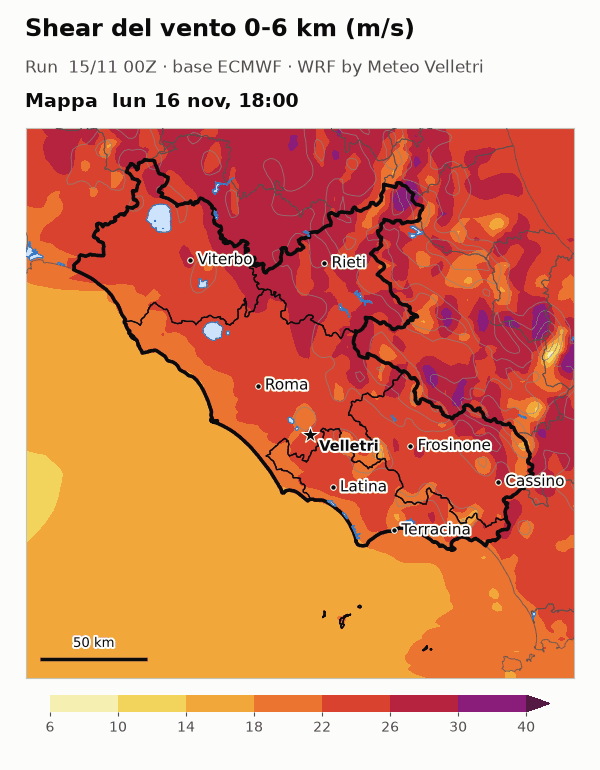 Shear del vento 0-6 km (m/s)
Run  15/11 00Z · base ECMWF · WRF by Meteo Velletri
Mappa  lun 16 nov, 18:00
Viterbo
Rieti
Roma
Velletri
Frosinone
Cassino
Latina
Terracina
50 km
6 10 14 18 22 26 30 40